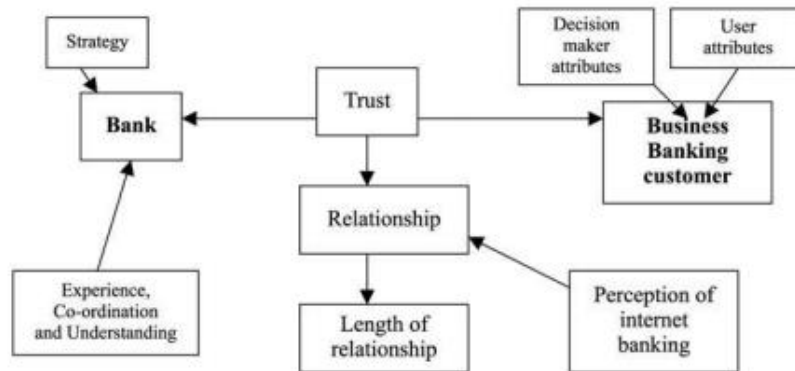 Strategy
Decision
maker
attributes
User
attributes
Trust
Bank
Business
Banking
customer
Relationship
Experience,
Co-ordination
and Understanding
Length of
relationship
Perception of
internet
banking